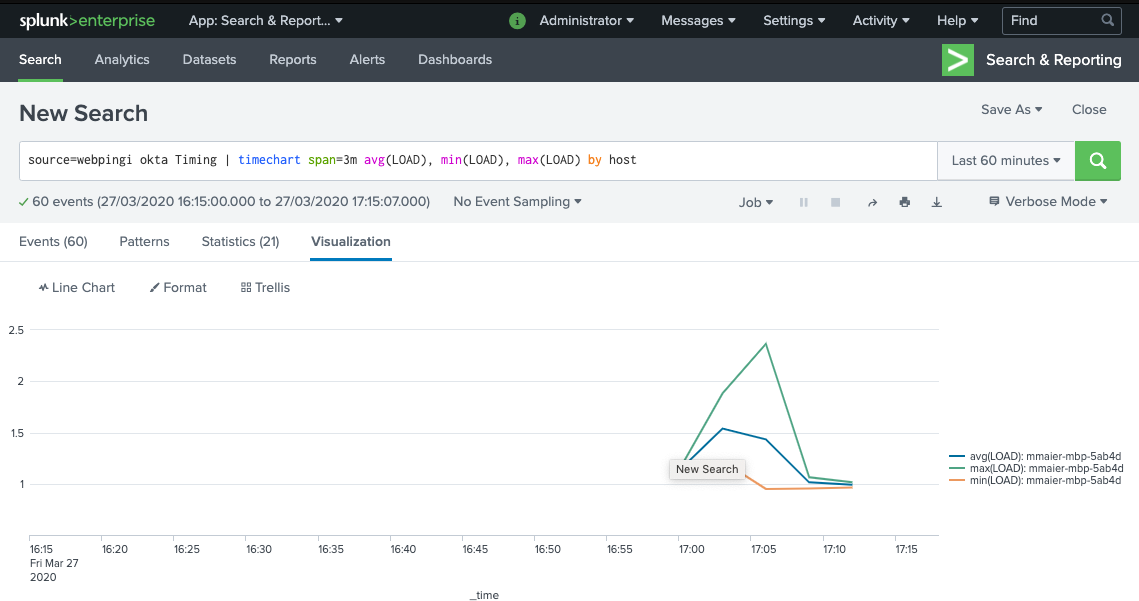 splunk>enterprise App: Search & Report... i Administrator Messages Settings Activity Help Find
Search Analytics Datasets Reports Alerts Dashboards > Search & Reporting
New Search Save As Close
source=webpingi okta Timing | timechart span=3m avg(LOAD), min(LOAD), max(LOAD) by host Last 60 minutes
60 events (27/03/2020 16:15:00.000 to 27/03/2020 17:15:07.000) No Event Sampling Job Verbose Mode
Events (60) Patterns Statistics (21) Visualization
Line Chart Format Trellis
2.5
2
1.5
1
New Search
avg(LOAD): mmaier-mbp-5ab4d
max(LOAD): mmaier-mbp-5ab4d
min(LOAD): mmaier-mbp-5ab4d
16:15 16:20 16:25 16:30 16:35 16:40 16:45 16:50 16:55 17:00 17:05 17:10 17:15
Fri Mar 27
2020
_time